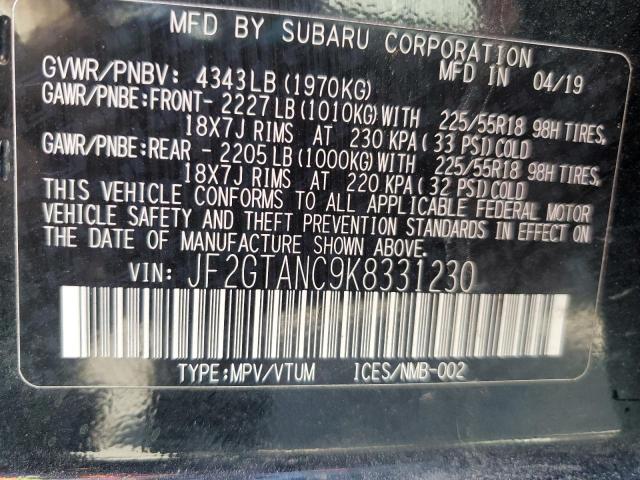 MFD BY SUBARU CORPORATION
GVWR/PNBV: 4343LB(1970KG) MFD IN 04/19
GAWR/PNBE:FRONT- 2227LB(1010KG)WITH 225/55R18 98H TIRES,
18X7J RIMS AT 230 KPA(33 PSI)COLD
GAWR/PNBE:REAR - 2205LB(1000KG)WITH 225/55R18 98H TIRES,
18X7J RIMS AT 220 KPA(32 PSI)COLD
THIS VEHICLE CONFORMS TO ALL APPLICABLE FEDERAL MOTOR
VEHICLE SAFETY AND THEFT PREVENTION STANDARDS IN EFFECT ON
THE DATE OF MANUFACTURE SHOWN ABOVE.
VIN: JF2GTANC9K8331230
TYPE:MPV/VTUM ICES/NMB-002